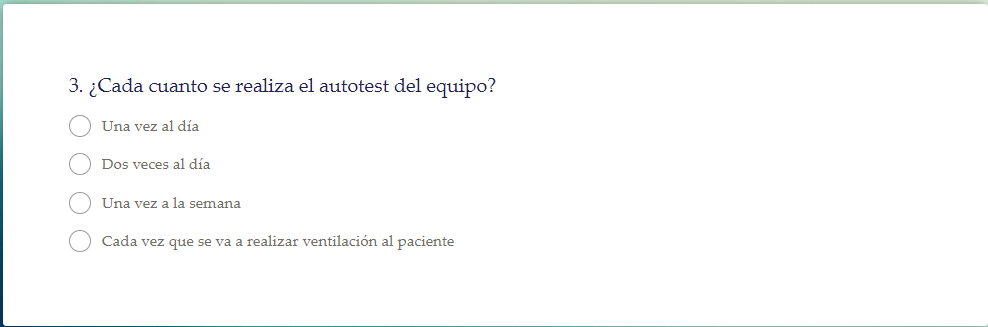 3. ¿Cada cuanto se realiza el autotest del equipo?
Una vez al día
Dos veces al día
Una vez a la semana
Cada vez que se va a realizar ventilación al paciente